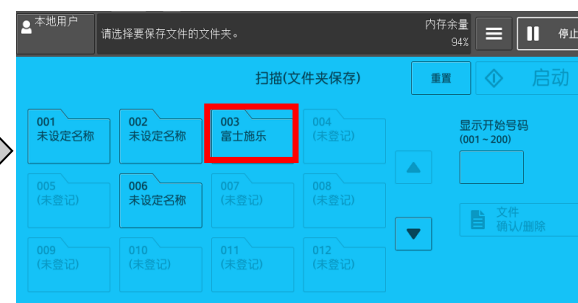 本地用户
请选择要保存文件的文件夹。
内存余量
94%
停止
扫描(文件夹保存)
重置
启动
001
未设定名称
002
未设定名称
003
富士施乐
004
(未登记)
显示开始号码
(001 ~ 200)
005
(未登记)
006
未设定名称
007
(未登记)
008
(未登记)
文件
确认/删除
009
(未登记)
010
(未登记)
011
(未登记)
012
(未登记)